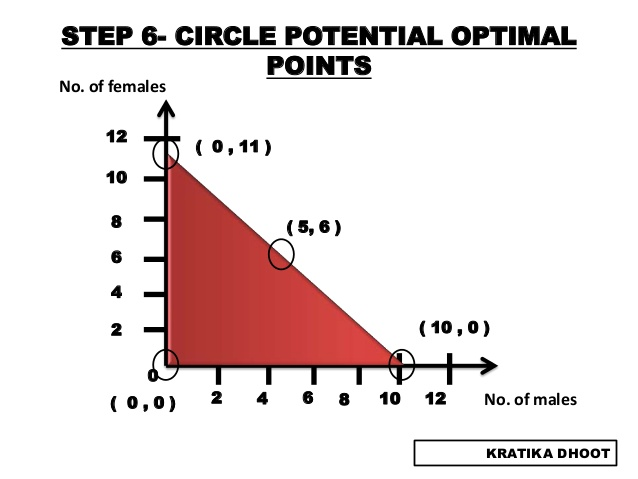 STEP 6- CIRCLE POTENTIAL OPTIMAL
POINTS
No. of females
12
( 0 , 11 )
10
8
( 5, 6 )
6
4
( 10 , 0 )
2
0
( 0,0 )
2 4 6 8 10 12
No. of males
KRATIKA DHOOT